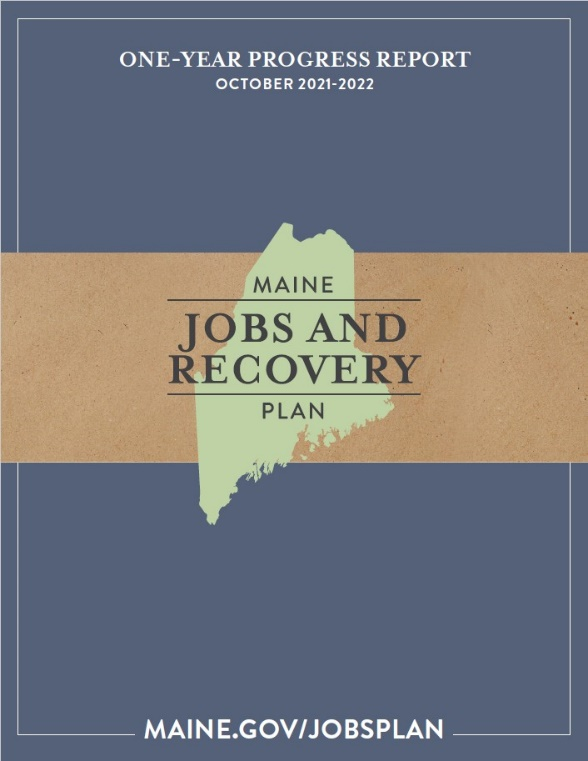 ONE-YEAR PROGRESS REPORT
OCTOBER 2021-2022
MAINE
JOBS AND
RECOVERY
PLAN
MAINE.GOV/JOBSPLAN